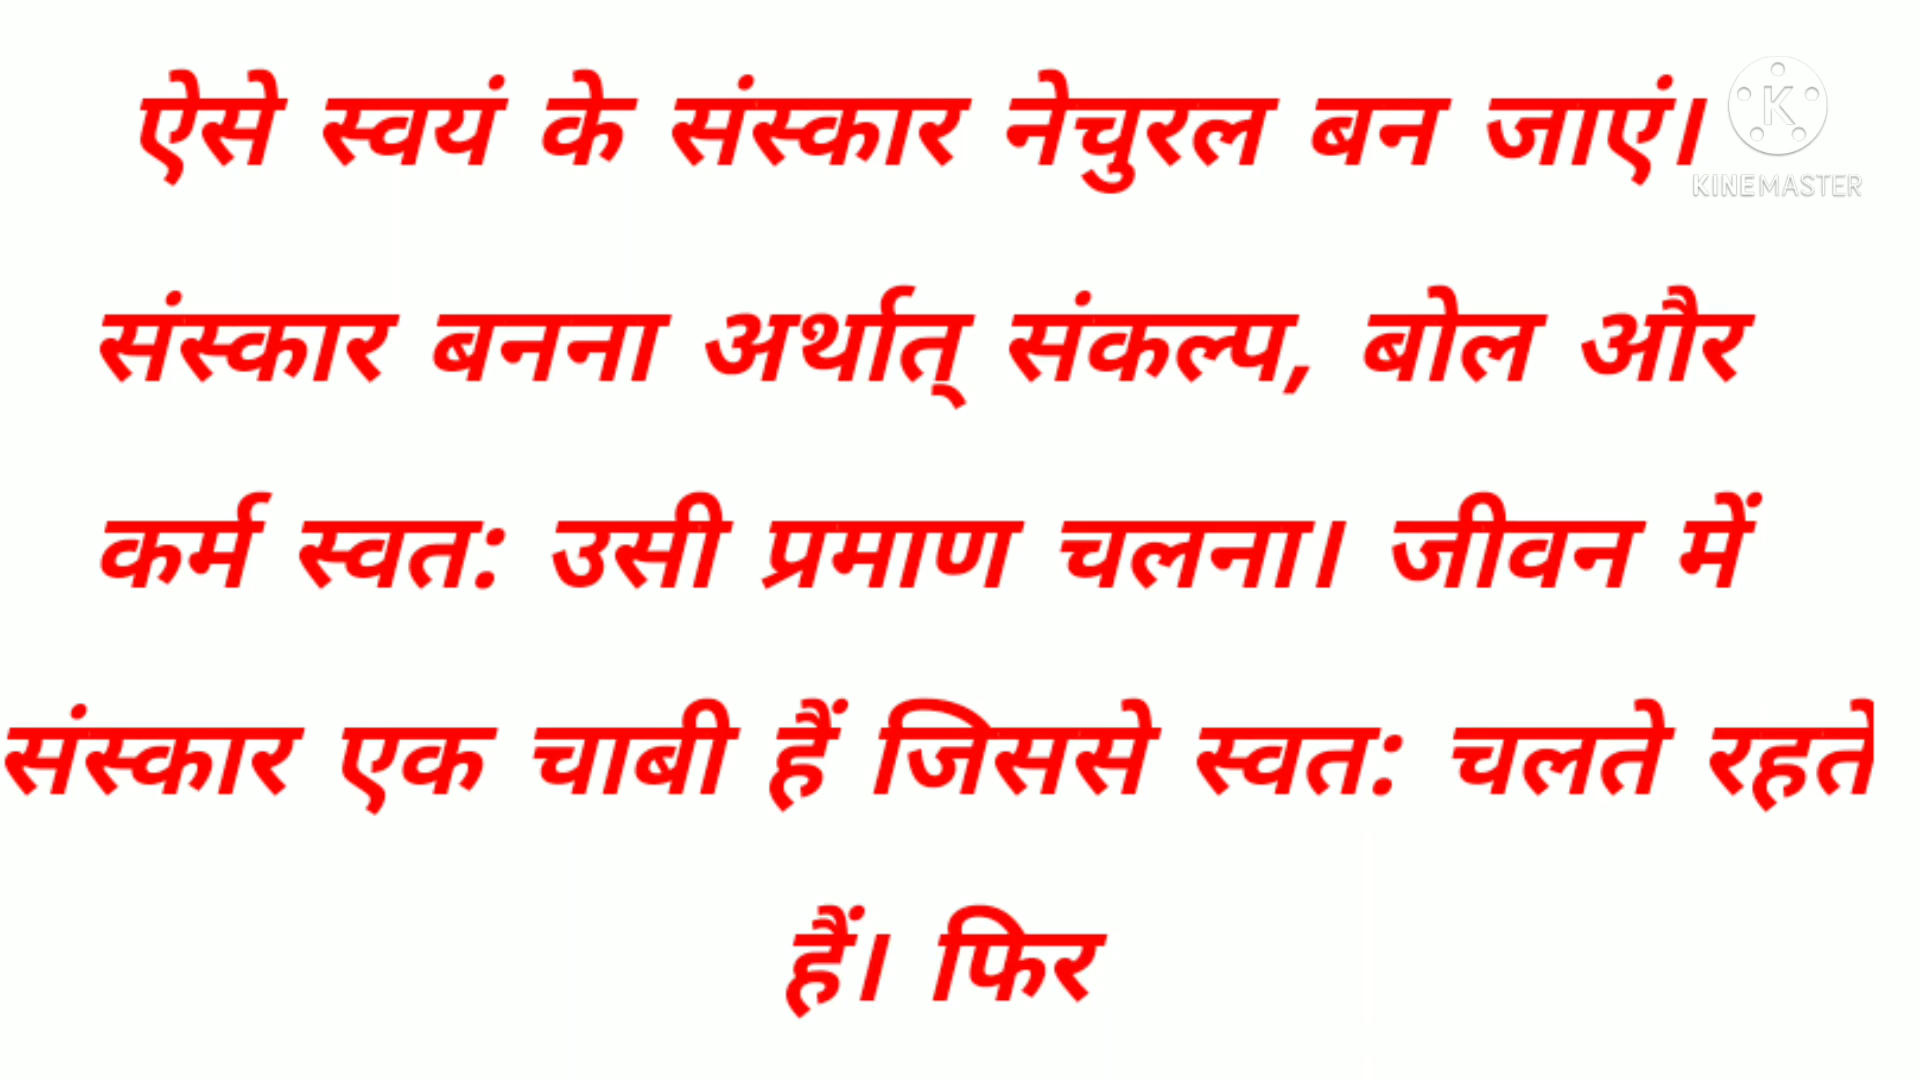 ऐसे स्वयं के संस्कार नेचुरल बन जाएं।
KINEMASTER
संस्कार बनना अर्थात् संकल्प, बोल और
कर्म स्वत: उसी प्रमाण चलना। जीवन में
संस्कार एक चाबी हैं जिससे स्वत: चलते रहते
हैं। फिर